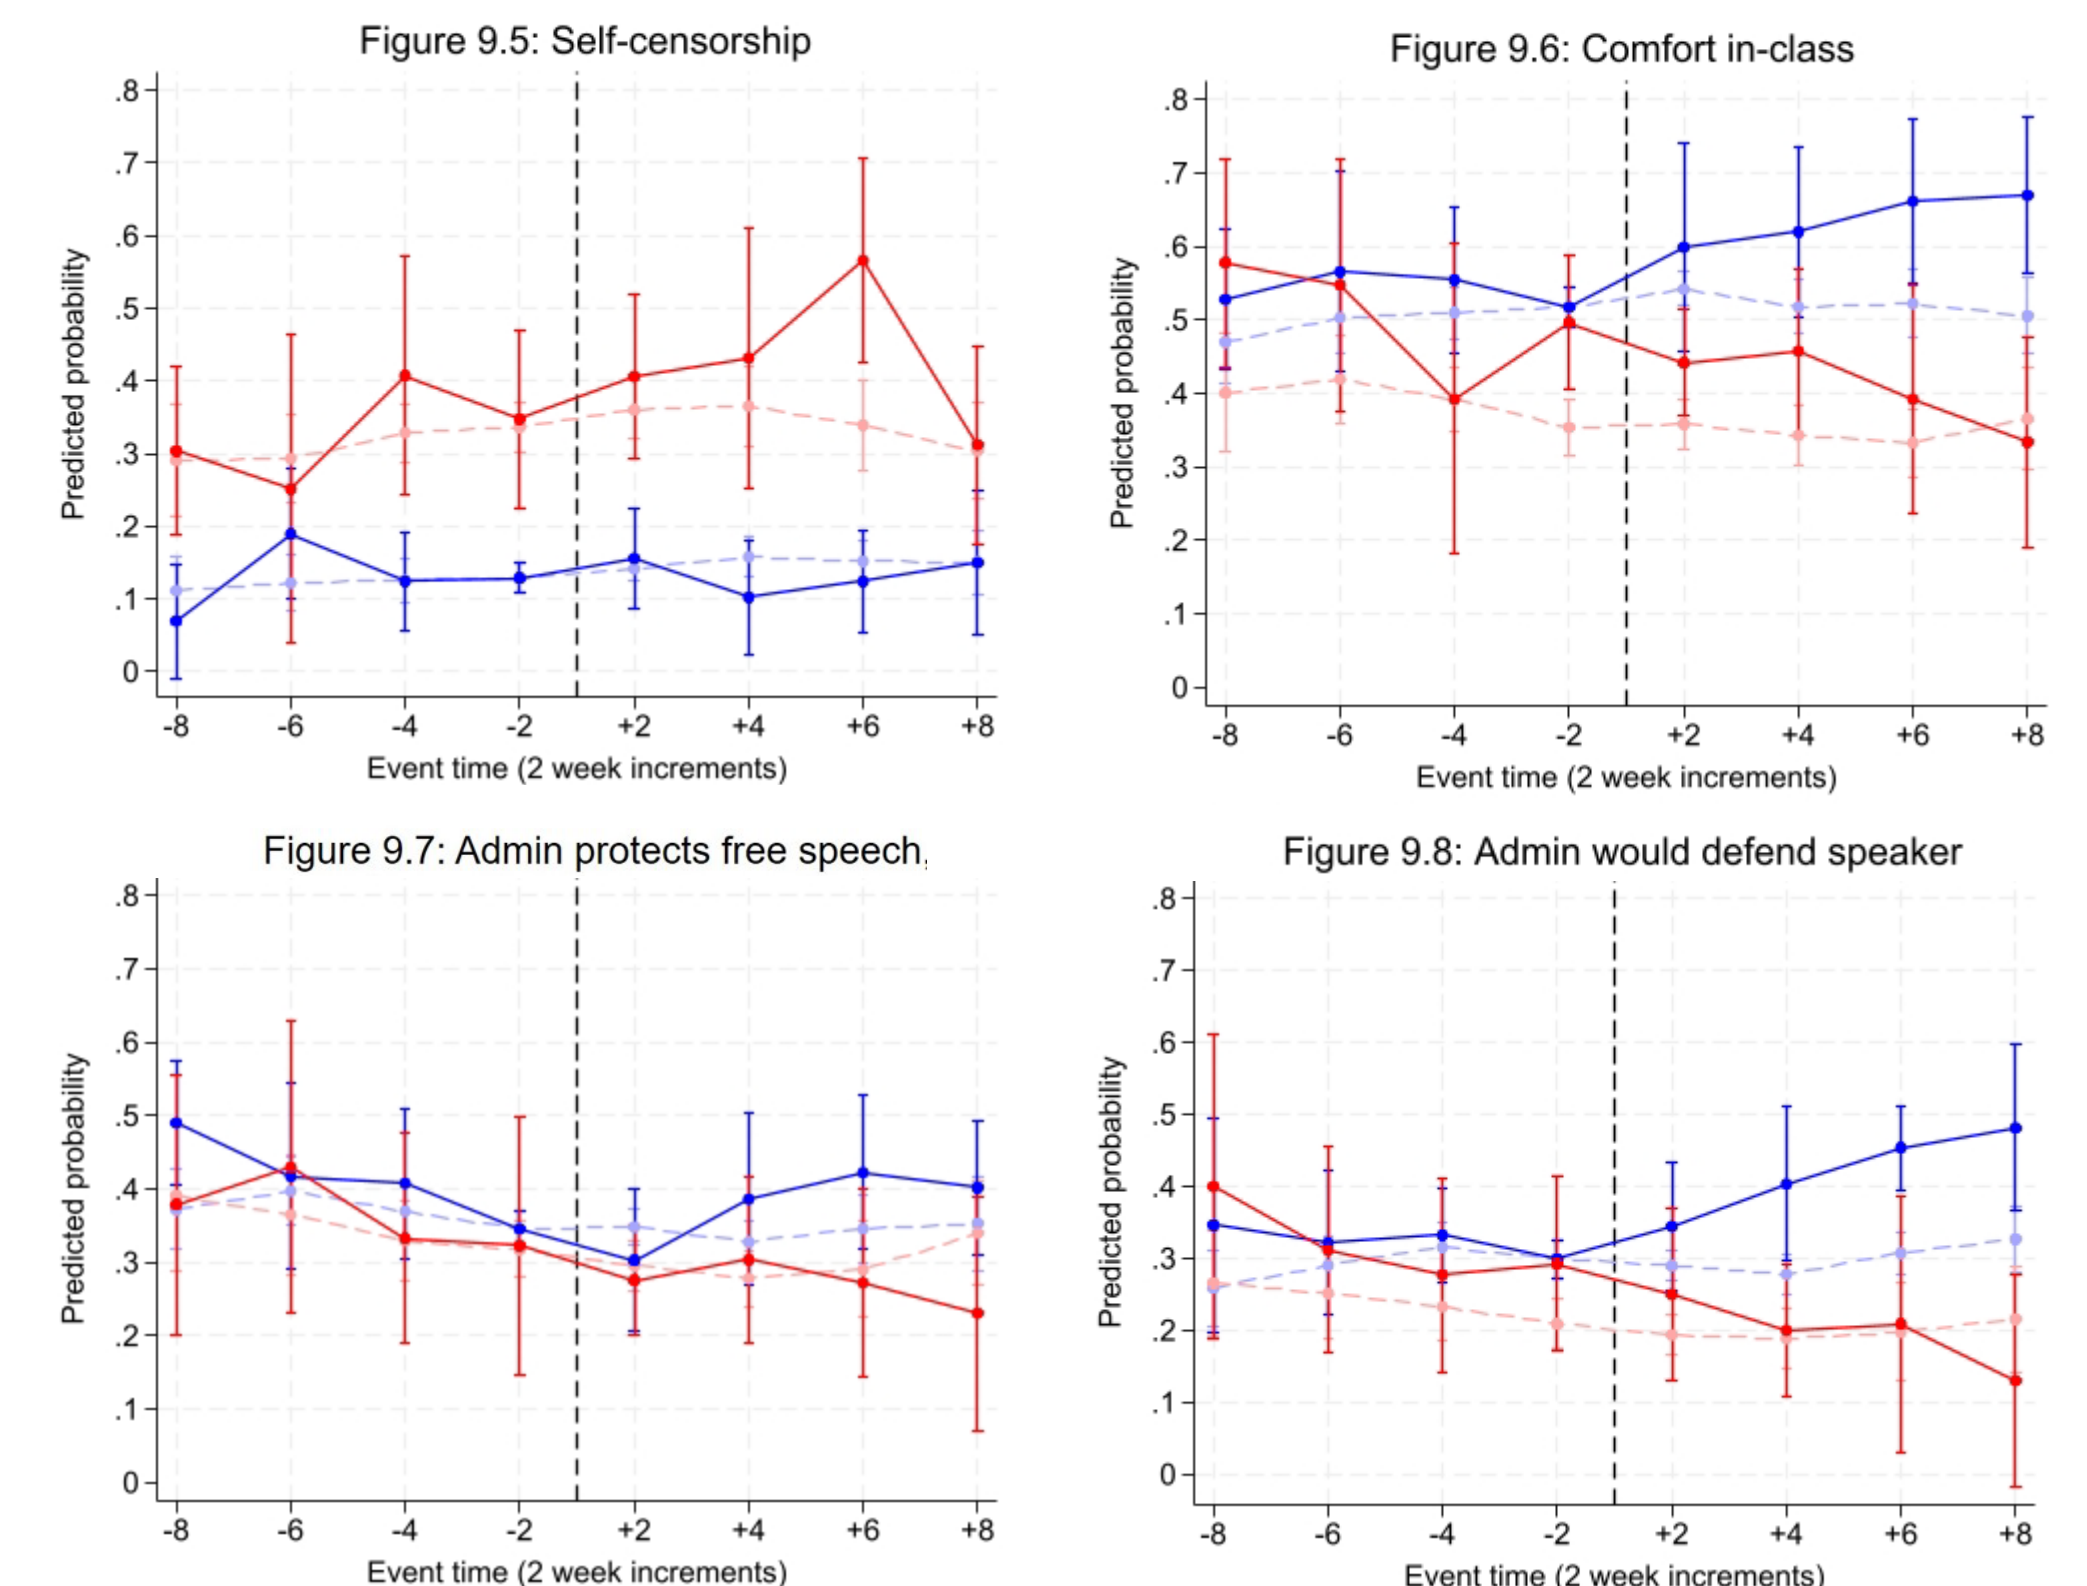 Figure 9.5: Self-censorship
Predicted probability
.8
.7
.6
.5
.4
.3
.2
.1
0
-8 -6 -4 -2 +2 +4 +6 +8
Event time (2 week increments)
Figure 9.6: Comfort in-class
Predicted probability
.8
.7
.6
.5
.4
.3
.2
.1
0
-8 -6 -4 -2 +2 +4 +6 +8
Event time (2 week increments)
Figure 9.7: Admin protects free speech,
Predicted probability
.8
.7
.6
.5
.4
.3
.2
.1
0
-8 -6 -4 -2 +2 +4 +6 +8
Event time (2 week increments)
Figure 9.8: Admin would defend speaker
Predicted probability
.8
.7
.6
.5
.4
.3
.2
.1
0
-8 -6 -4 -2 +2 +4 +6 +8
Event time (2 week increments)